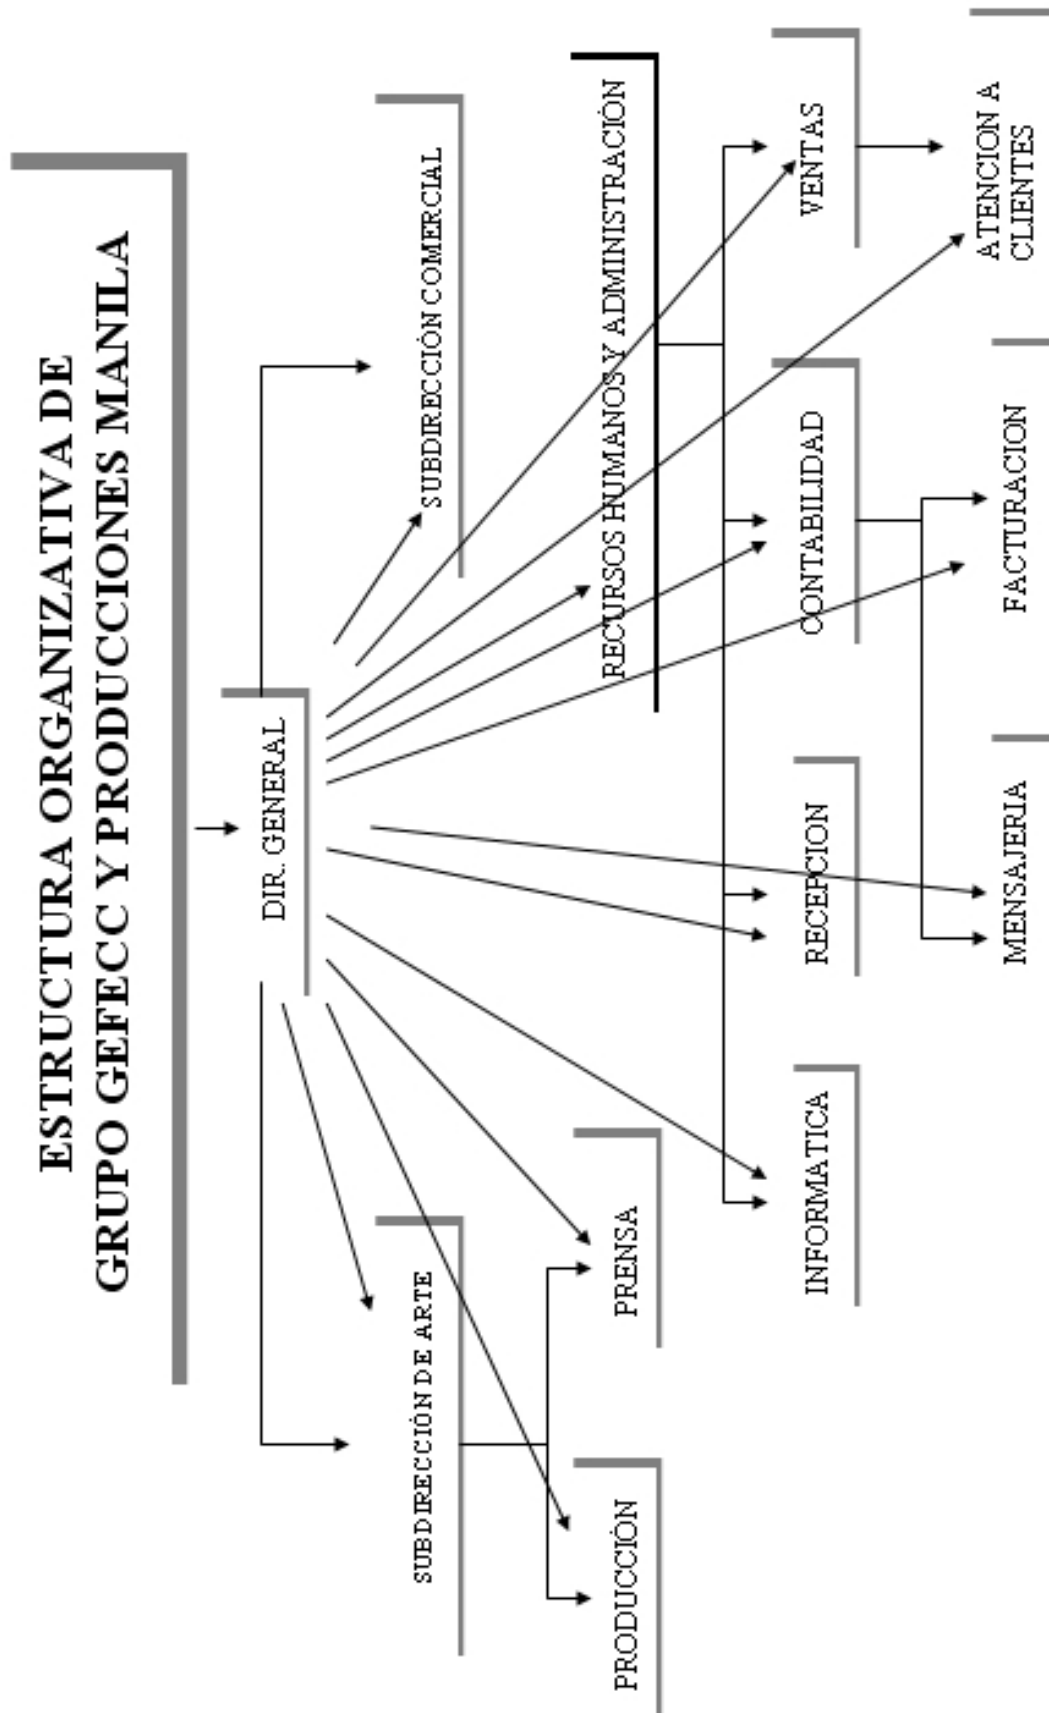 ESTRUCTURA ORGANIZATIVA DE
GRUPO GEFECC Y PRODUCCIONES MANILA
DIR. GENERAL
SUBDIRECCIÓN DE ARTE
SUBDIRECCIÓN COMERCIAL
PRODUCCIÓN
PRENSA
RECURSOS HUMANOS Y ADMINISTRACIÓN
INFORMATICA
RECEPCION
CONTABILIDAD
VENTAS
MENSAJERIA
FACTURACION
ATENCION A
CLIENTES